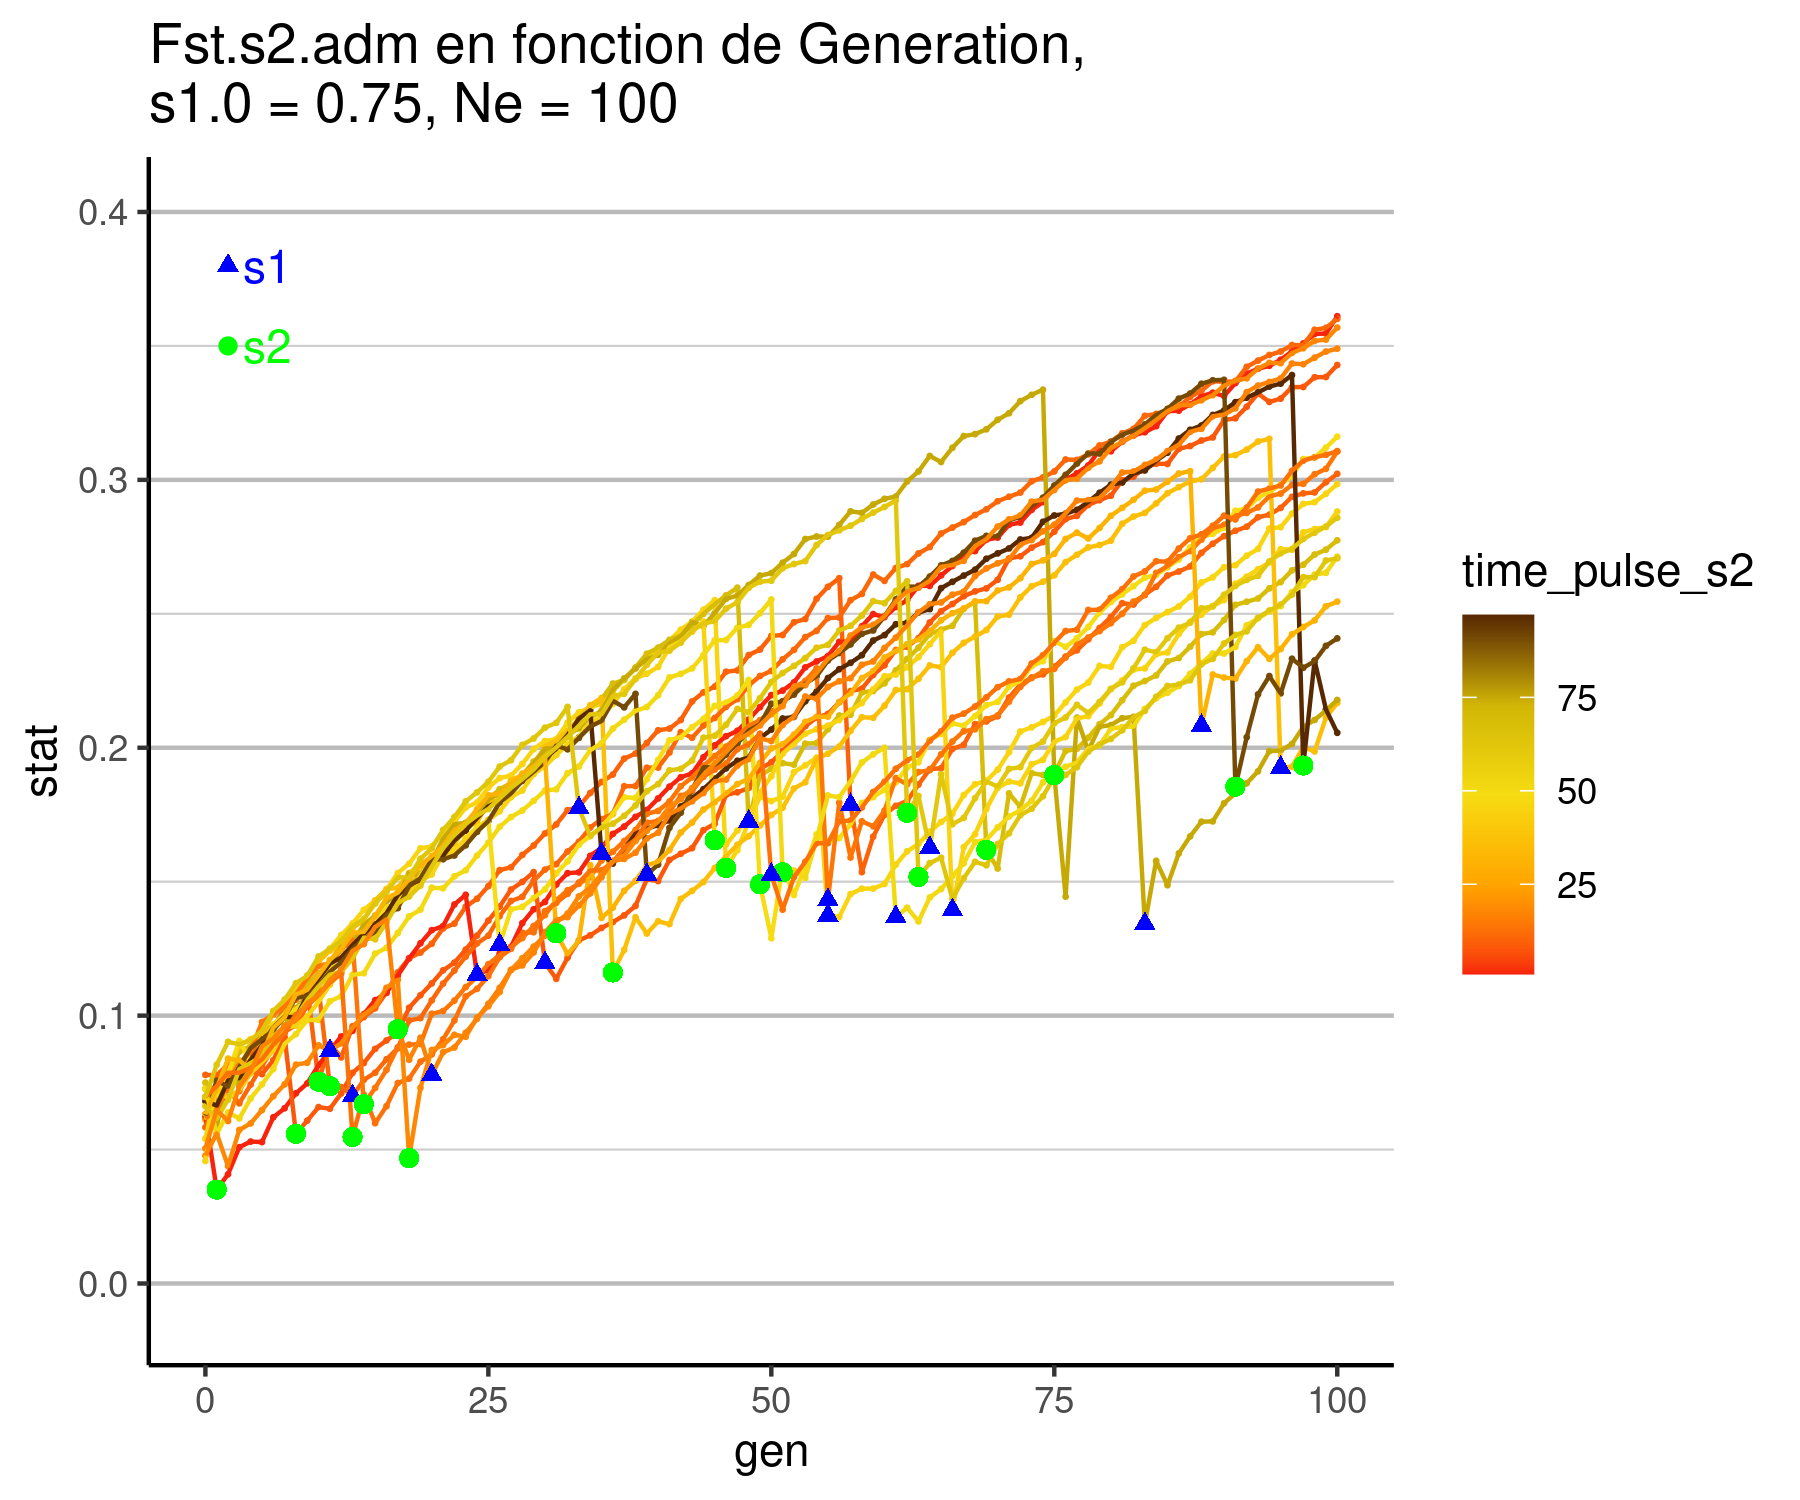 Fst.s2.adm en fonction de Generation,
s1.0 = 0.75, Ne = 100
0.4
0.3
0.2
0.1
0.0
stat
s1
s2
0
25
50
75
100
gen
time_pulse_s2
75
50
25